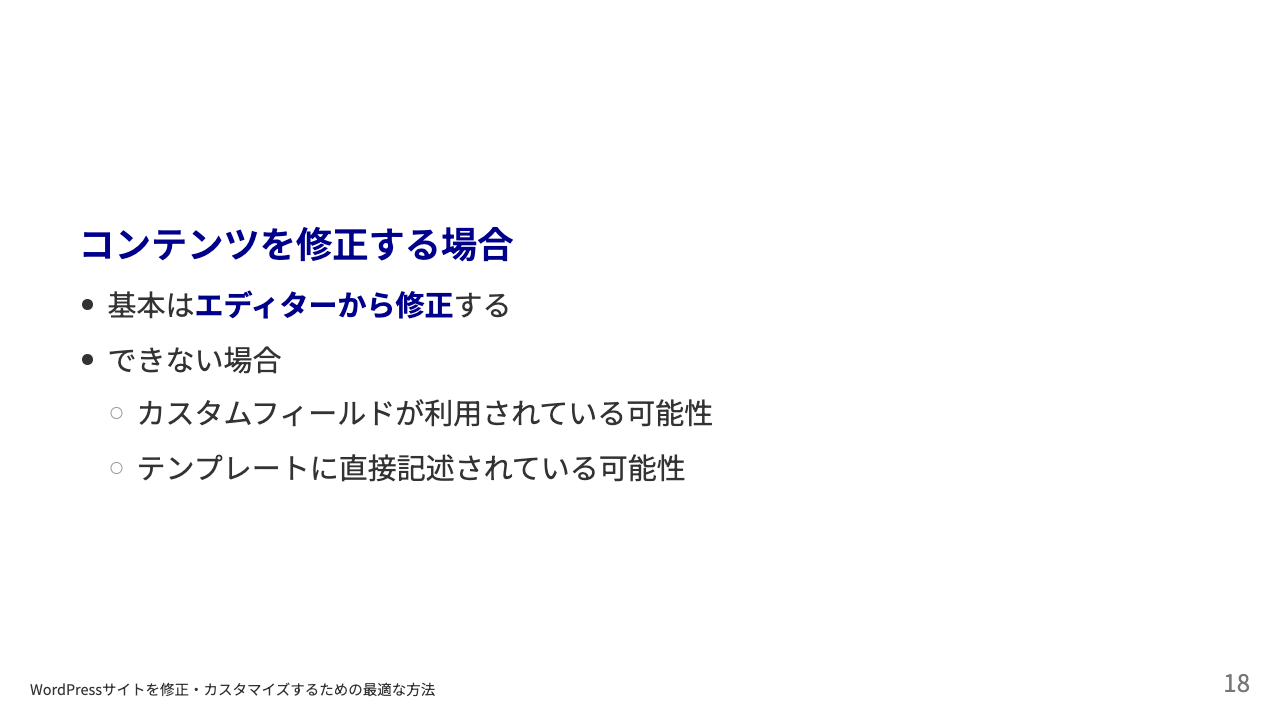 コンテンツを修正する場合
• 基本はエディターから修正する
• できない場合
○ カスタムフィールドが利用されている可能性
○ テンプレートに直接記述されている可能性
WordPressサイトを修正・カスタマイズするための最適な方法
18